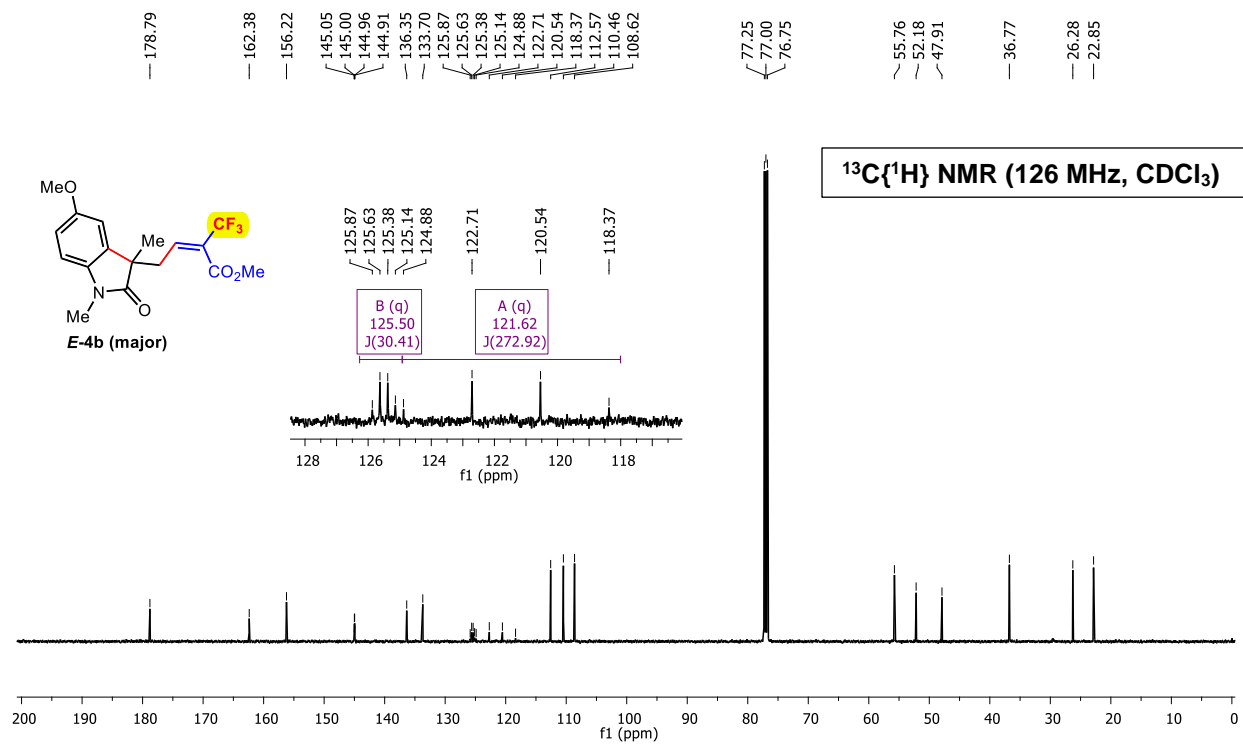 178.79
162.38
156.22
145.05
145.00
144.96
144.91
136.35
133.70
125.87
125.63
125.38
125.14
124.88
122.71
120.54
118.37
112.57
110.46
108.62
77.25
77.00
76.75
55.76
52.18
47.91
36.77
26.28
22.85
¹³C{¹H} NMR (126 MHz, CDCl₃)
MeO
CF₃
Me
CO₂Me
N
O
Me
E-4b (major)
125.87
125.63
125.38
125.14
124.88
122.71
120.54
118.37
B (q)
125.50
J(30.41)
A (q)
121.62
J(272.92)
128 126 124 122 120 118
f1 (ppm)
200 190 180 170 160 150 140 130 120 110 100 90 80 70 60 50 40 30 20 10 0
f1 (ppm)